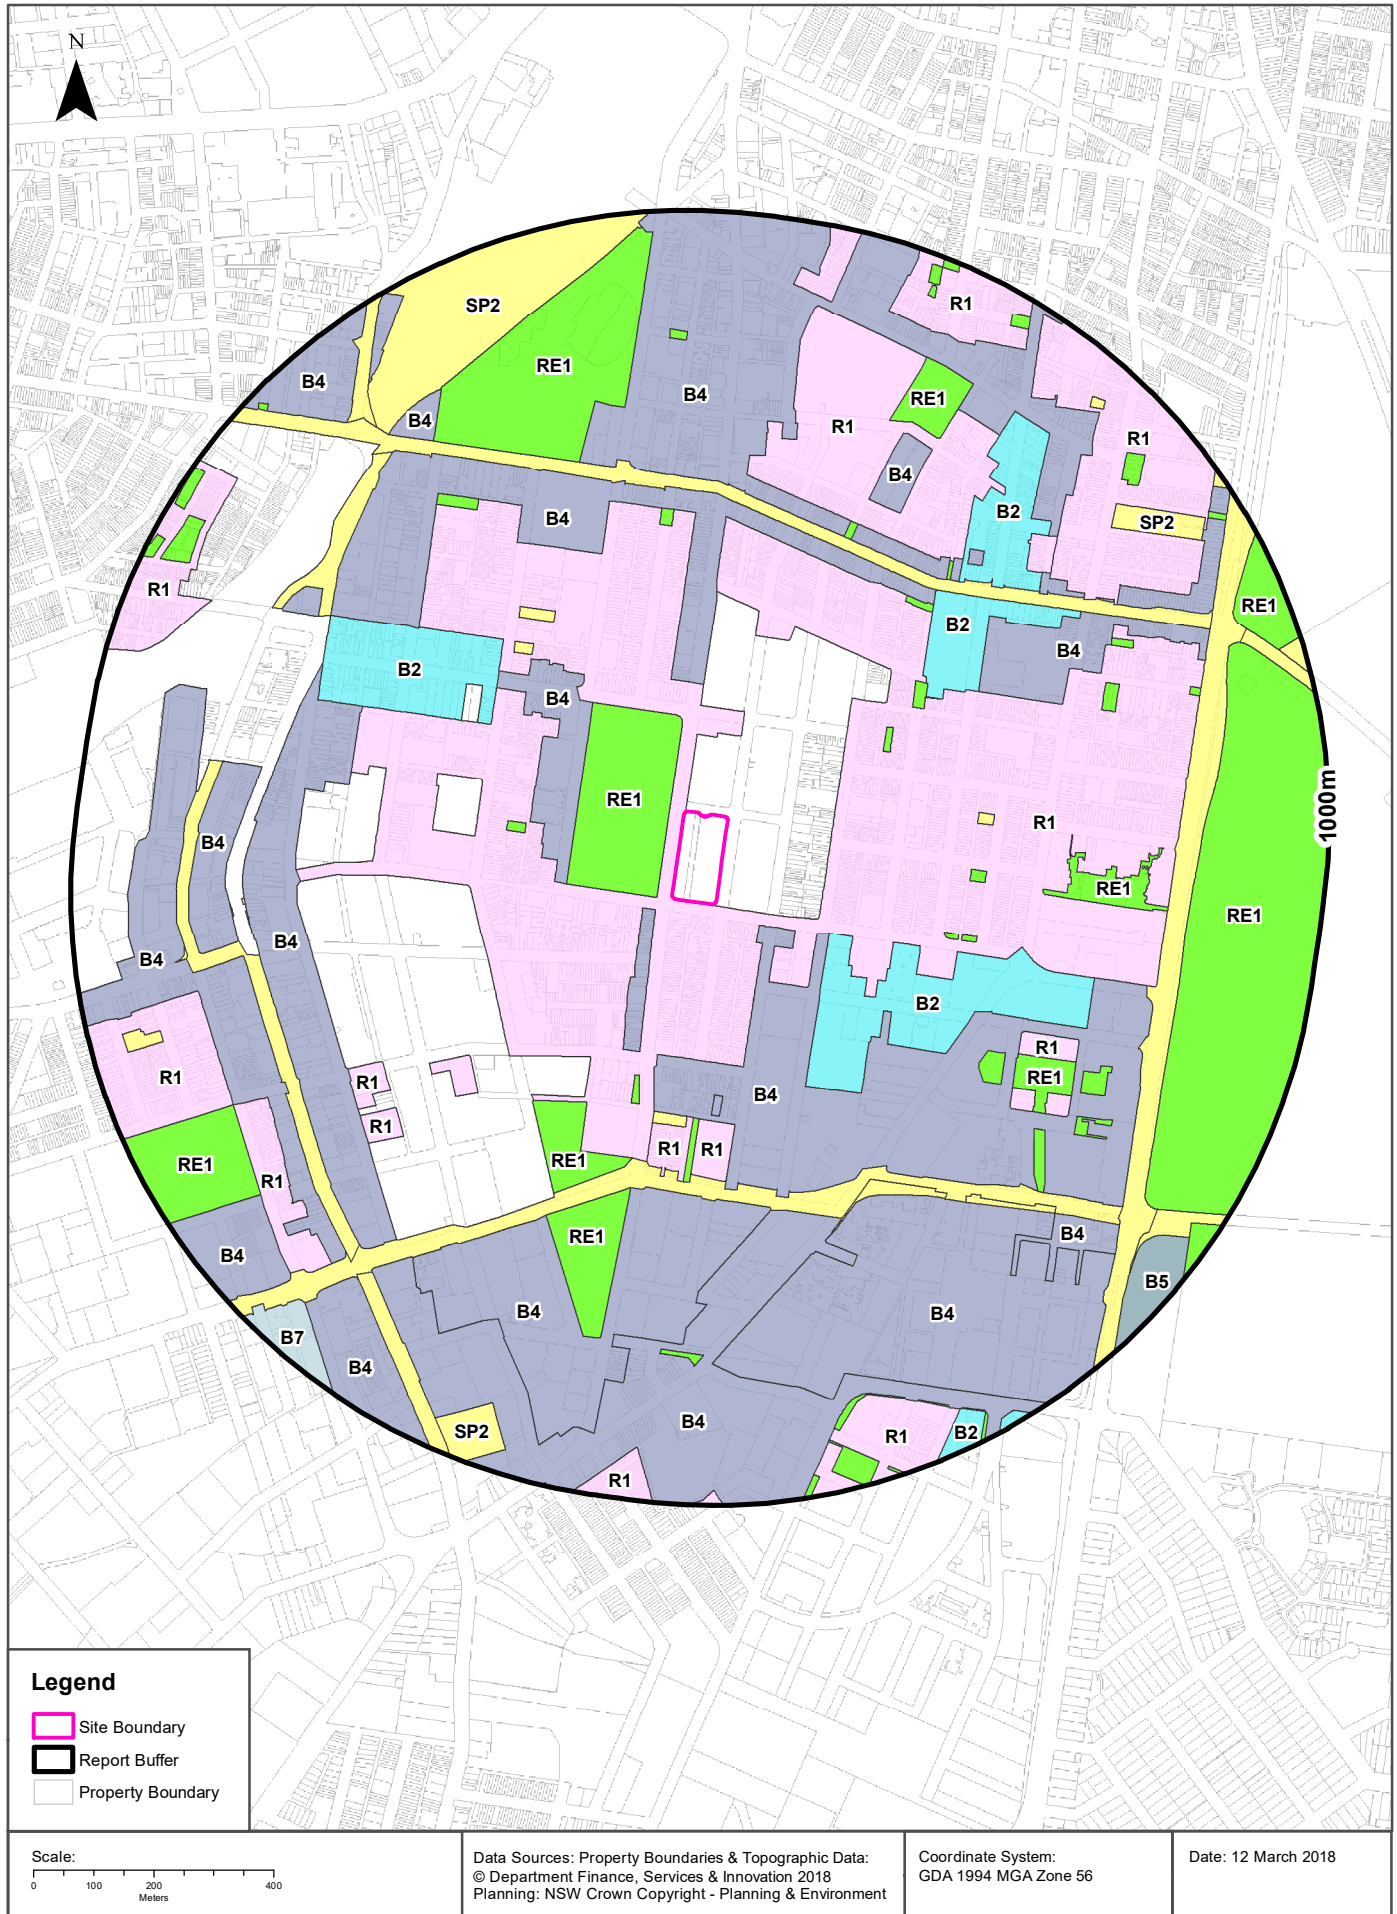 N
SP2
R1
RE1
B4
RE1
B4
B4
R1
B4
R1
B4
B2
B4
SP2
R1
RE1
B2
B4
B2
B4
RE1
1000m
R1
B4
RE1
RE1
B4
B4
B2
R1
R1
RE1
R1
B4
R1
R1
R1
RE1
RE1
R1
B4
RE1
B4
B5
B4
B4
B7
B4
B4
SP2
R1
B2
R1
Legend
Site Boundary
Report Buffer
Property Boundary
Scale:
0 100 200 400
Meters
Data Sources: Property Boundaries & Topographic Data:
© Department Finance, Services & Innovation 2018
Planning: NSW Crown Copyright - Planning & Environment
Coordinate System:
GDA 1994 MGA Zone 56
Date: 12 March 2018